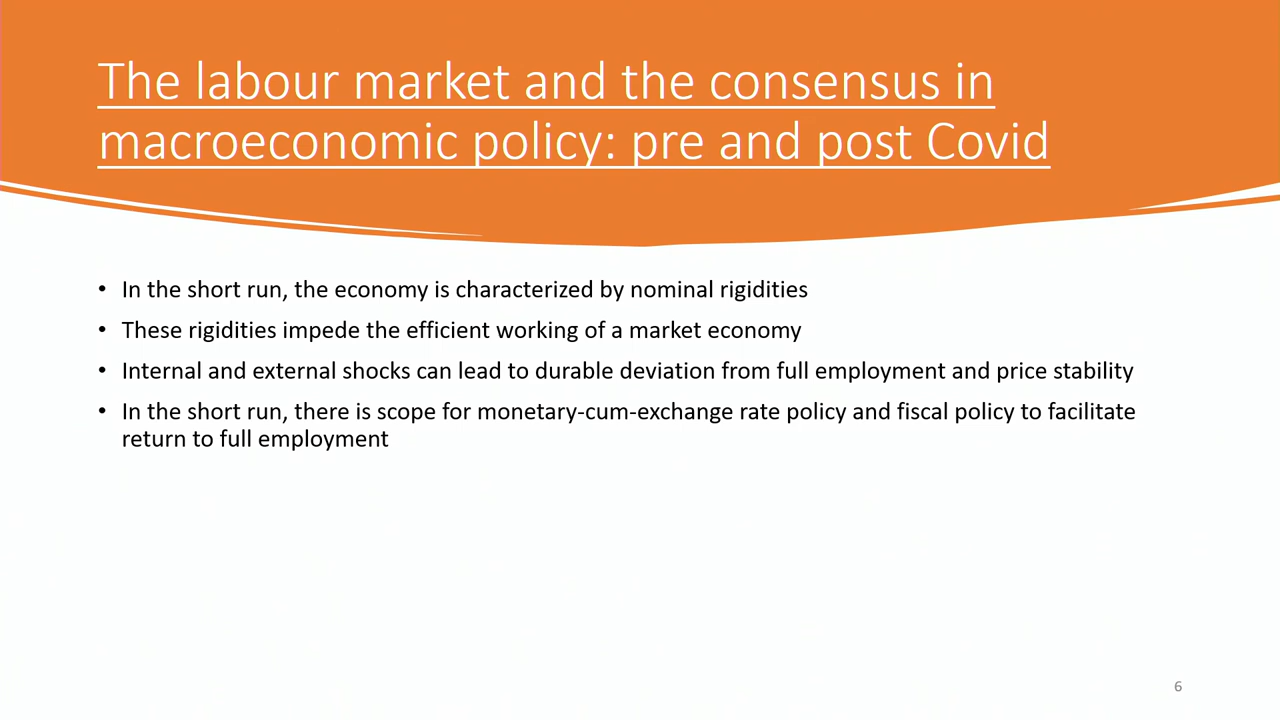 The labour market and the consensus in
macroeconomic policy: pre and post Covid
• In the short run, the economy is characterized by nominal rigidities
• These rigidities impede the efficient working of a market economy
• Internal and external shocks can lead to durable deviation from full employment and price stability
• In the short run, there is scope for monetary-cum-exchange rate policy and fiscal policy to facilitate
return to full employment
6